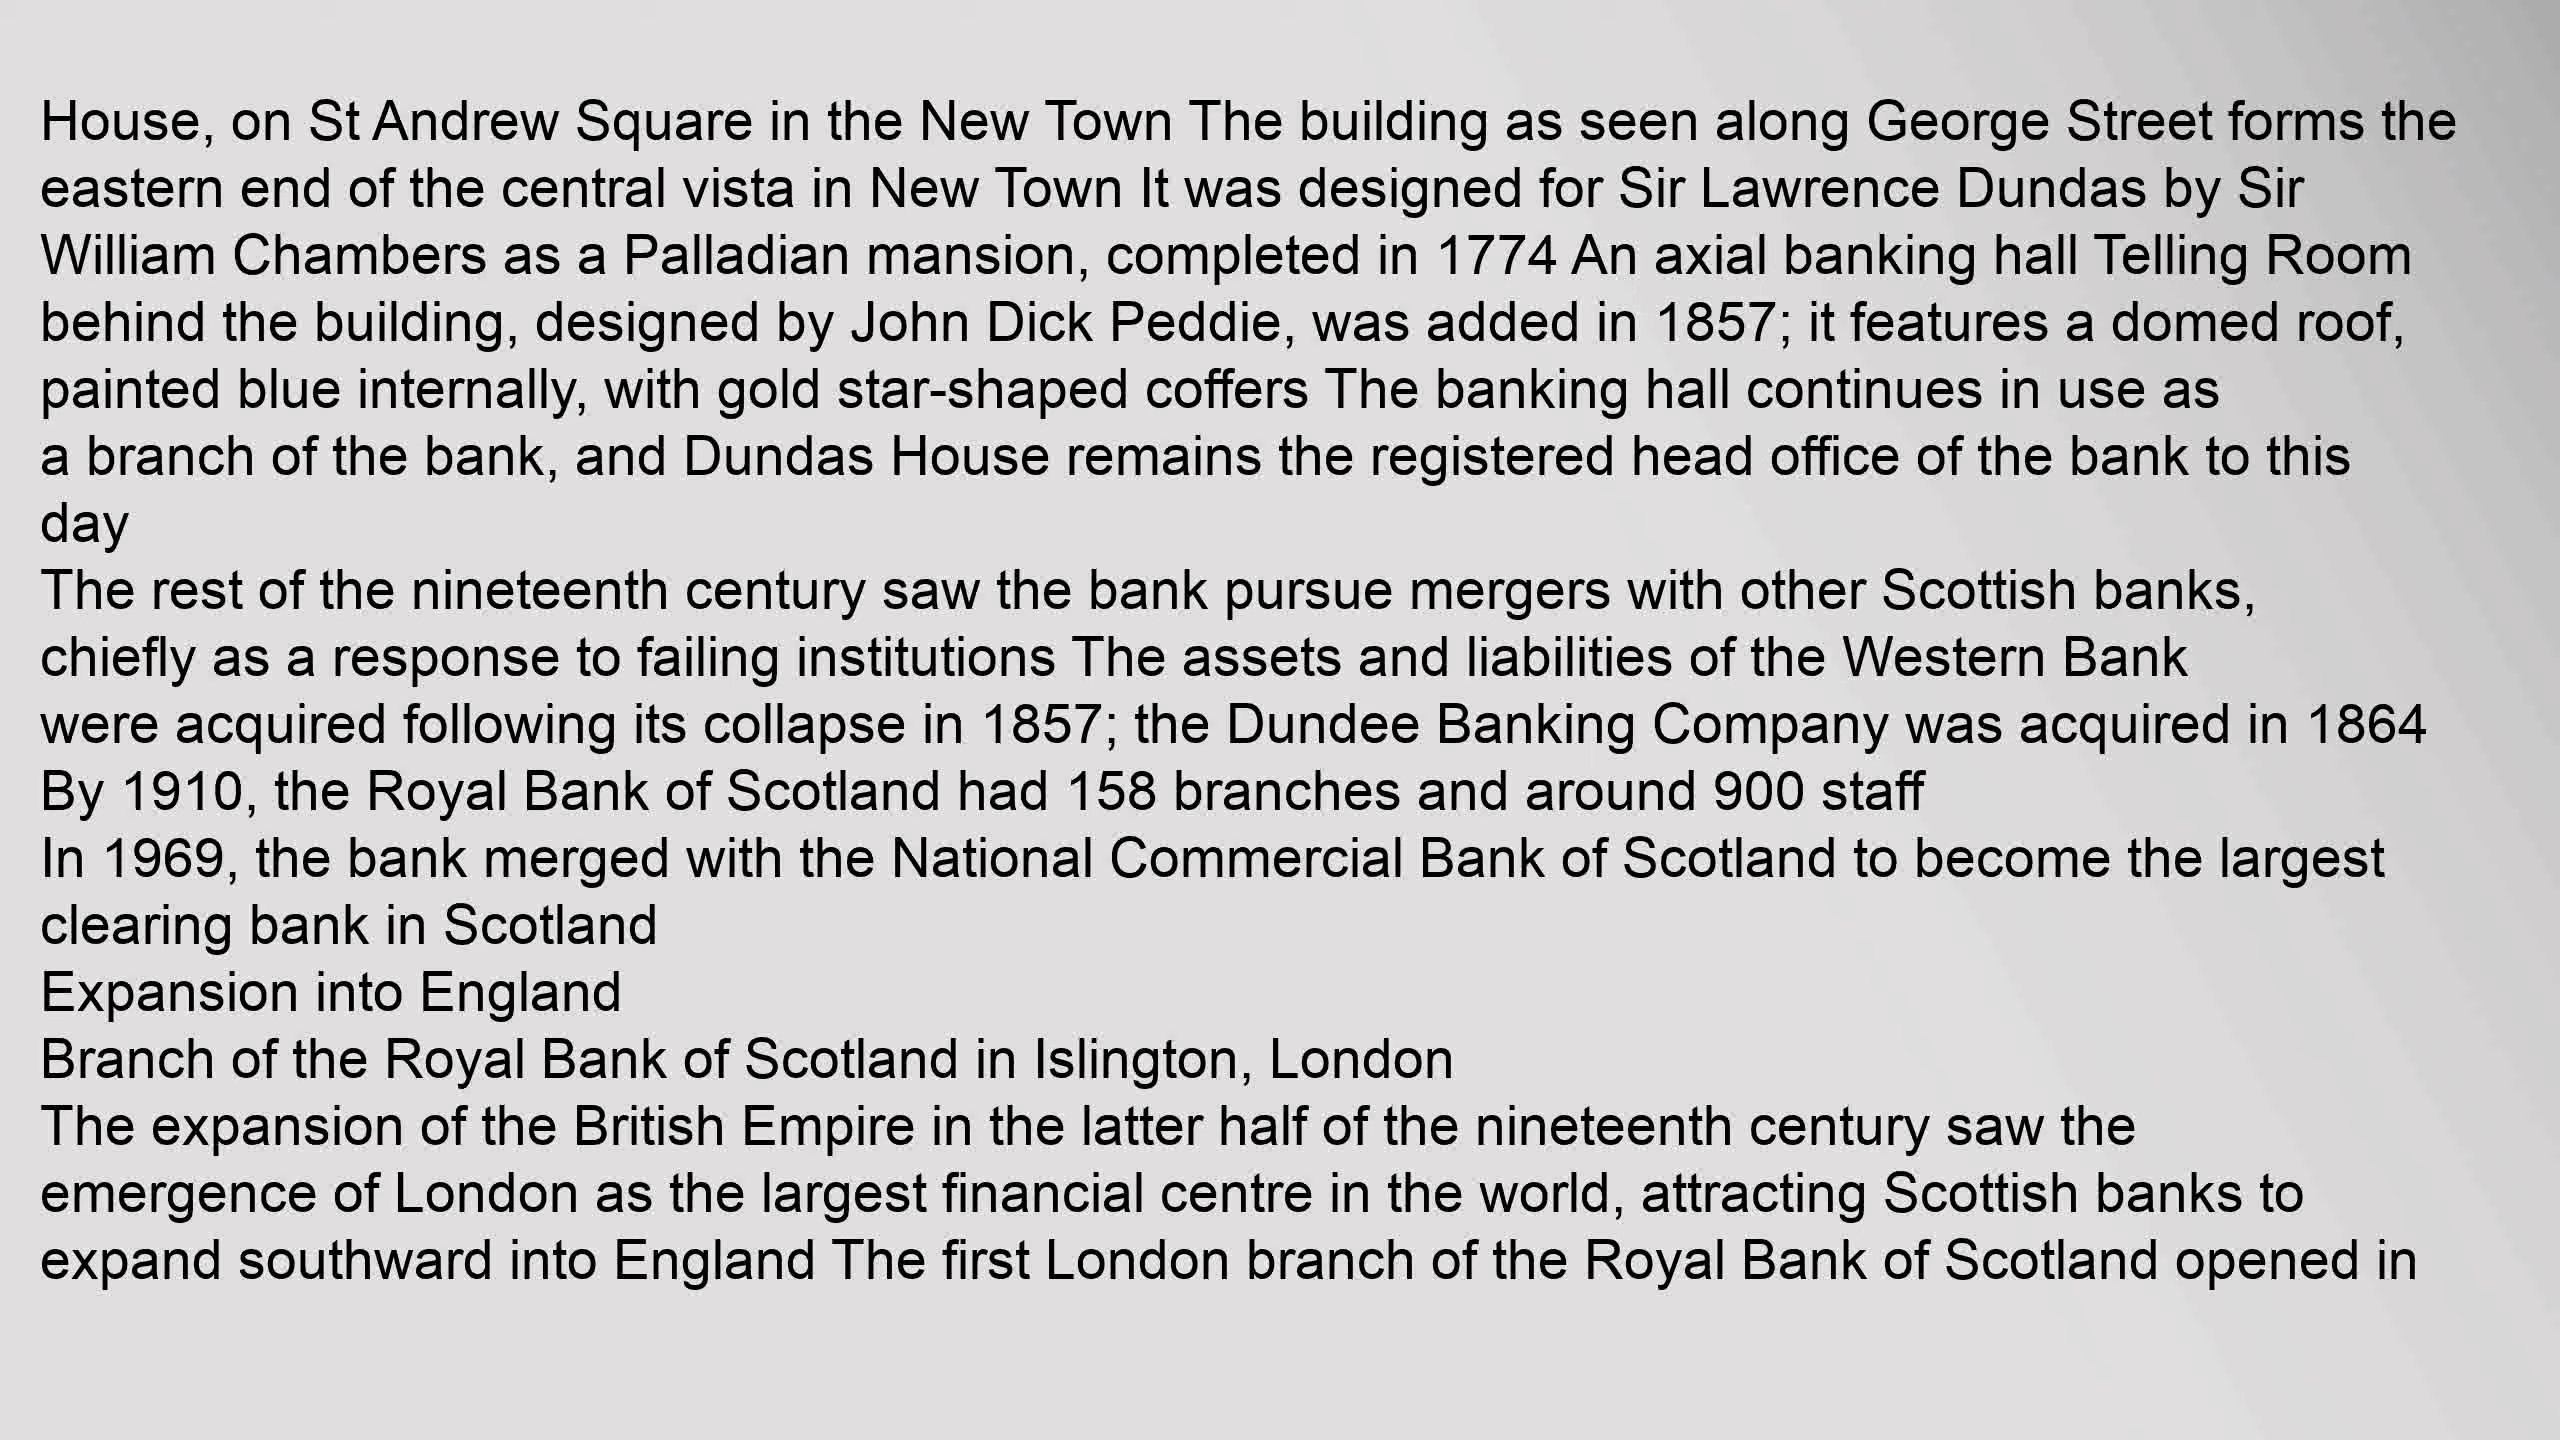 House, on St Andrew Square in the New Town The building as seen along George Street forms the
eastern end of the central vista in New Town It was designed for Sir Lawrence Dundas by Sir
William Chambers as a Palladian mansion, completed in 1774 An axial banking hall Telling Room
behind the building, designed by John Dick Peddie, was added in 1857; it features a domed roof,
painted blue internally, with gold star-shaped coffers The banking hall continues in use as
a branch of the bank, and Dundas House remains the registered head office of the bank to this
day
The rest of the nineteenth century saw the bank pursue mergers with other Scottish banks,
chiefly as a response to failing institutions The assets and liabilities of the Western Bank
were acquired following its collapse in 1857; the Dundee Banking Company was acquired in 1864
By 1910, the Royal Bank of Scotland had 158 branches and around 900 staff
In 1969, the bank merged with the National Commercial Bank of Scotland to become the largest
clearing bank in Scotland
Expansion into England
Branch of the Royal Bank of Scotland in Islington, London
The expansion of the British Empire in the latter half of the nineteenth century saw the
emergence of London as the largest financial centre in the world, attracting Scottish banks to
expand southward into England The first London branch of the Royal Bank of Scotland opened in